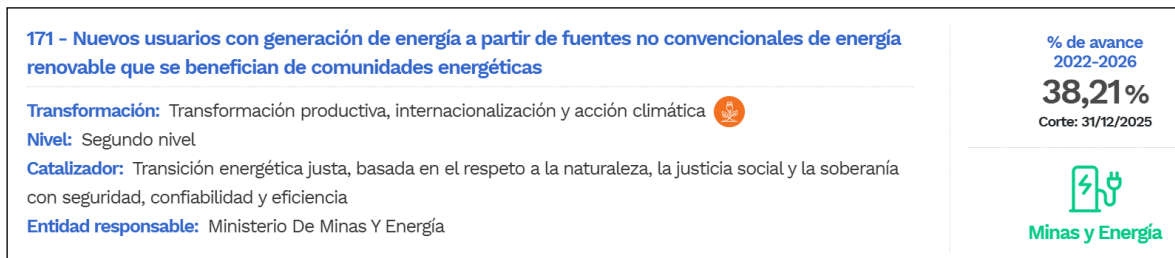 171 - Nuevos usuarios con generación de energía a partir de fuentes no convencionales de energía
renovable que se benefician de comunidades energéticas
Transformación: Transformación productiva, internacionalización y acción climática
Nivel: Segundo nivel
Catalizador: Transición energética justa, basada en el respeto a la naturaleza, la justicia social y la soberanía
con seguridad, confiabilidad y eficiencia
Entidad responsable: Ministerio De Minas Y Energía
% de avance
2022-2026
38,21%
Corte: 31/12/2025
Minas y Energía